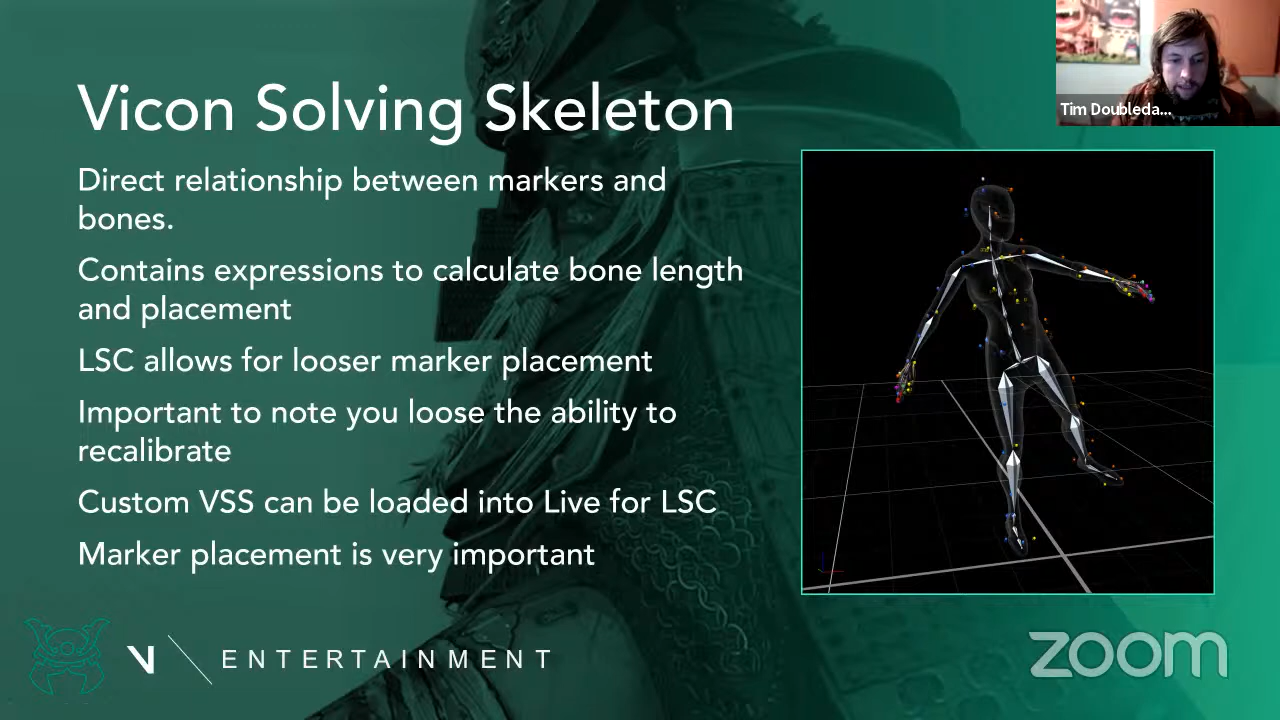 Vicon Solving Skeleton
Direct relationship between markers and
bones.
Contains expressions to calculate bone length
and placement
LSC allows for looser marker placement
Important to note you loose the ability to
recalibrate
Custom VSS can be loaded into Live for LSC
Marker placement is very important
Tim Doubleda...
V ENTERTAINMENT
zoom